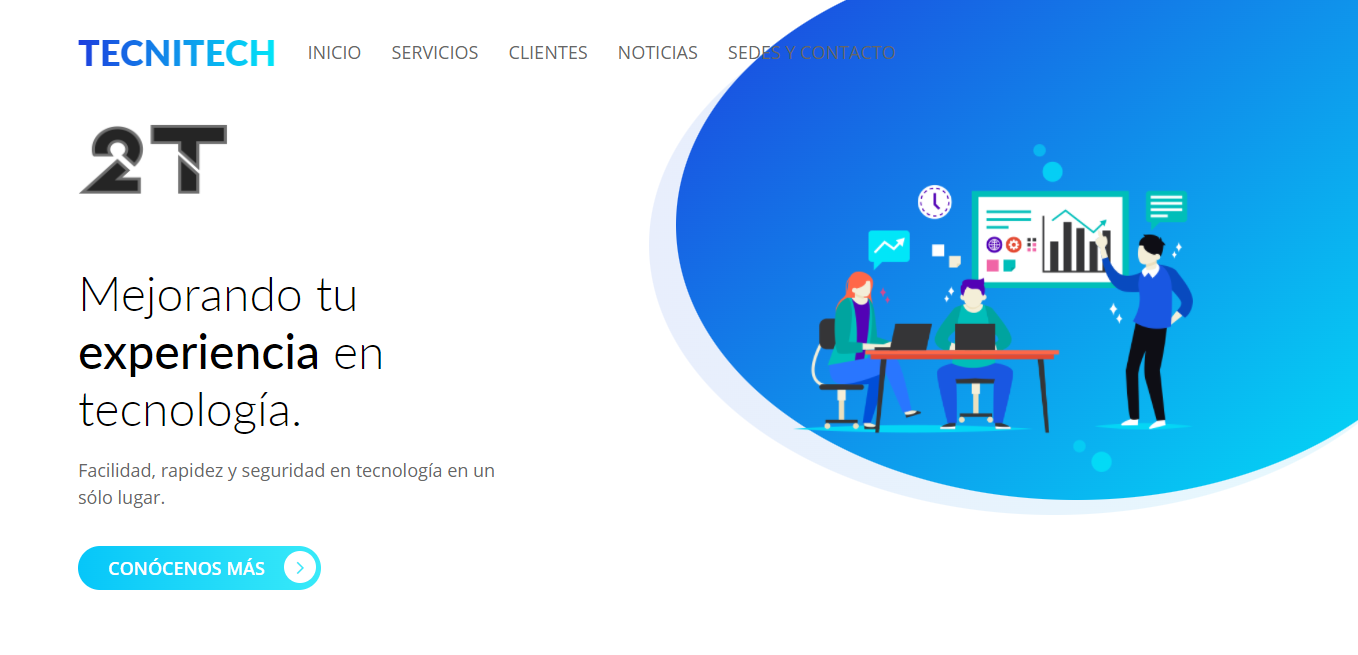 TECNITECH INICIO SERVICIOS CLIENTES NOTICIAS SEDES Y CONTACTO
2T
Mejorando tu
experiencia en
tecnología.
Facilidad, rapidez y seguridad en tecnología en un
sólo lugar.
CONÓCENOS MÁS